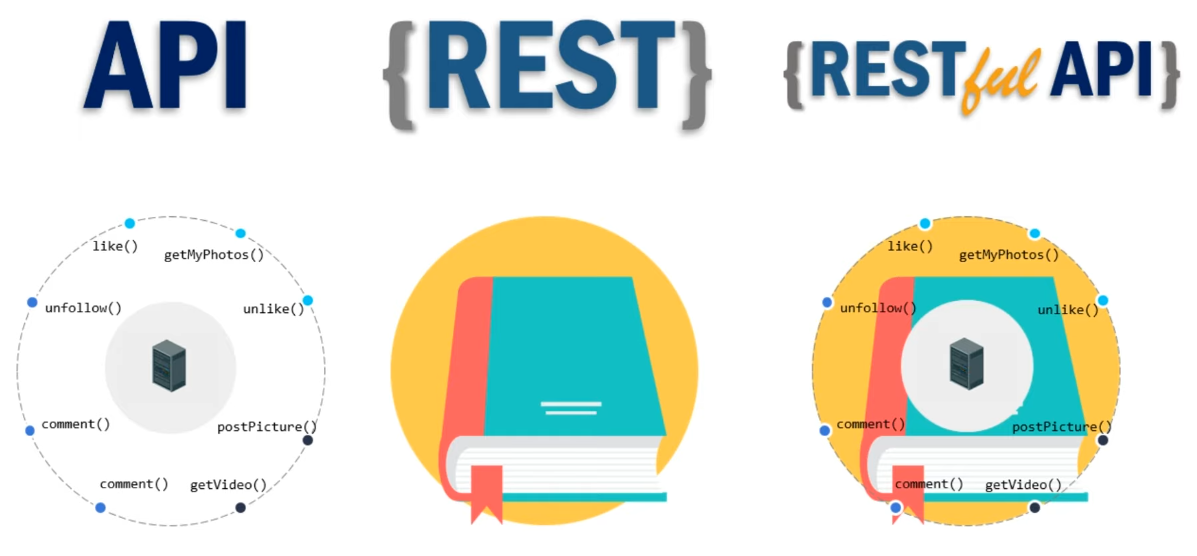 API
{REST}
{RESTful API}
like()
getMyPhotos()
unfollow()
unlike()
comment()
postPicture()
comment()
getVideo()
like()
getMyPhotos()
unfollow()
unlike()
comment()
postPicture()
comment()
getVideo()